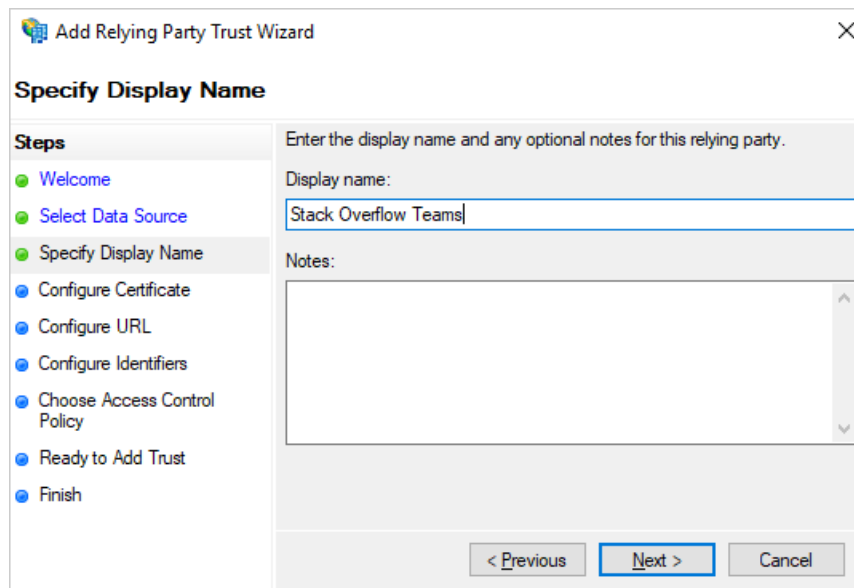 Add Relying Party Trust Wizard
Specify Display Name
Steps
Welcome
Select Data Source
Specify Display Name
Configure Certificate
Configure URL
Configure Identifiers
Choose Access Control
Policy
Ready to Add Trust
Finish
Enter the display name and any optional notes for this relying party.
Display name:
Stack Overflow Teams
Notes:
< Previous
Next >
Cancel